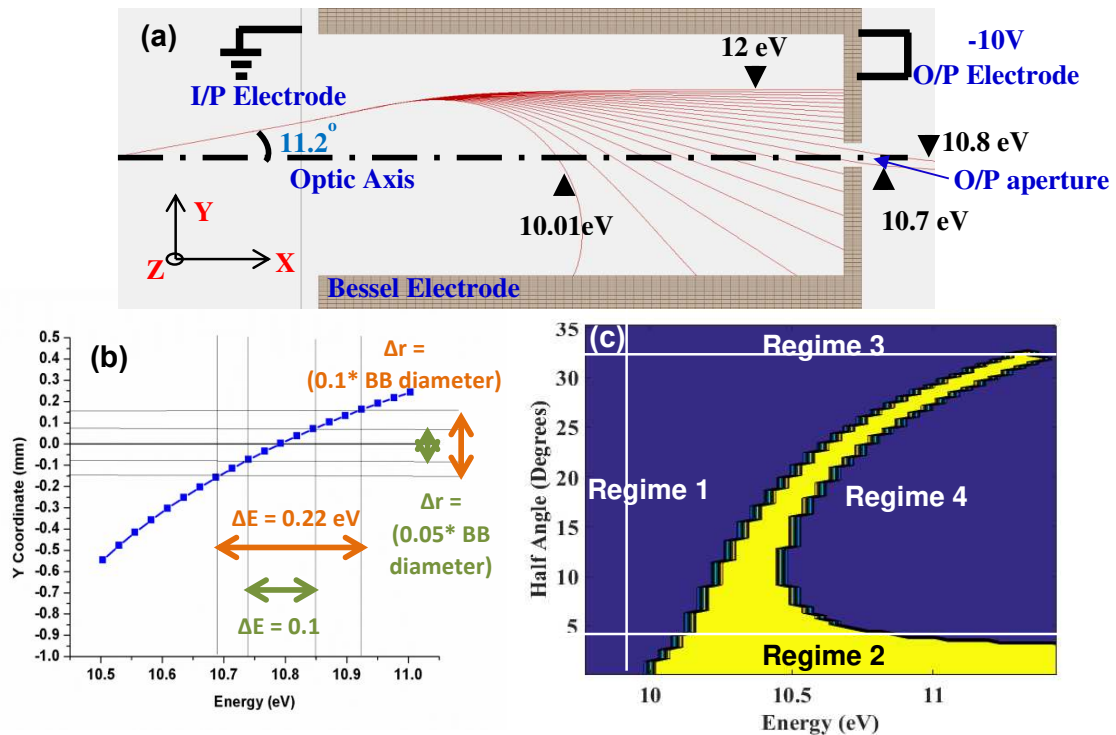 (a)
12 eV
-10V
O/P Electrode
I/P Electrode
11.2°
10.8 eV
Optic Axis
O/P aperture
Y
10.01eV
10.7 eV
Z
X
Bessel Electrode
(b)
0.5
0.4
0.3
0.2
0.1
0.0
-0.1
-0.2
-0.3
-0.4
-0.5
-0.6
-0.7
-0.8
-0.9
-1.0
Y Coordinate (mm)
Δr =
(0.1* BB
diameter)
ΔE = 0.22 eV
Δr =
(0.05* BB
diameter)
ΔE = 0.1
10.5
10.6
10.7
10.8
10.9
11.0
Energy (eV)
(c)
Regime 3
Regime 1
Regime 4
Regime 2
35
30
25
20
15
10
5
Half Angle (Degrees)
10
10.5
11
Energy (eV)